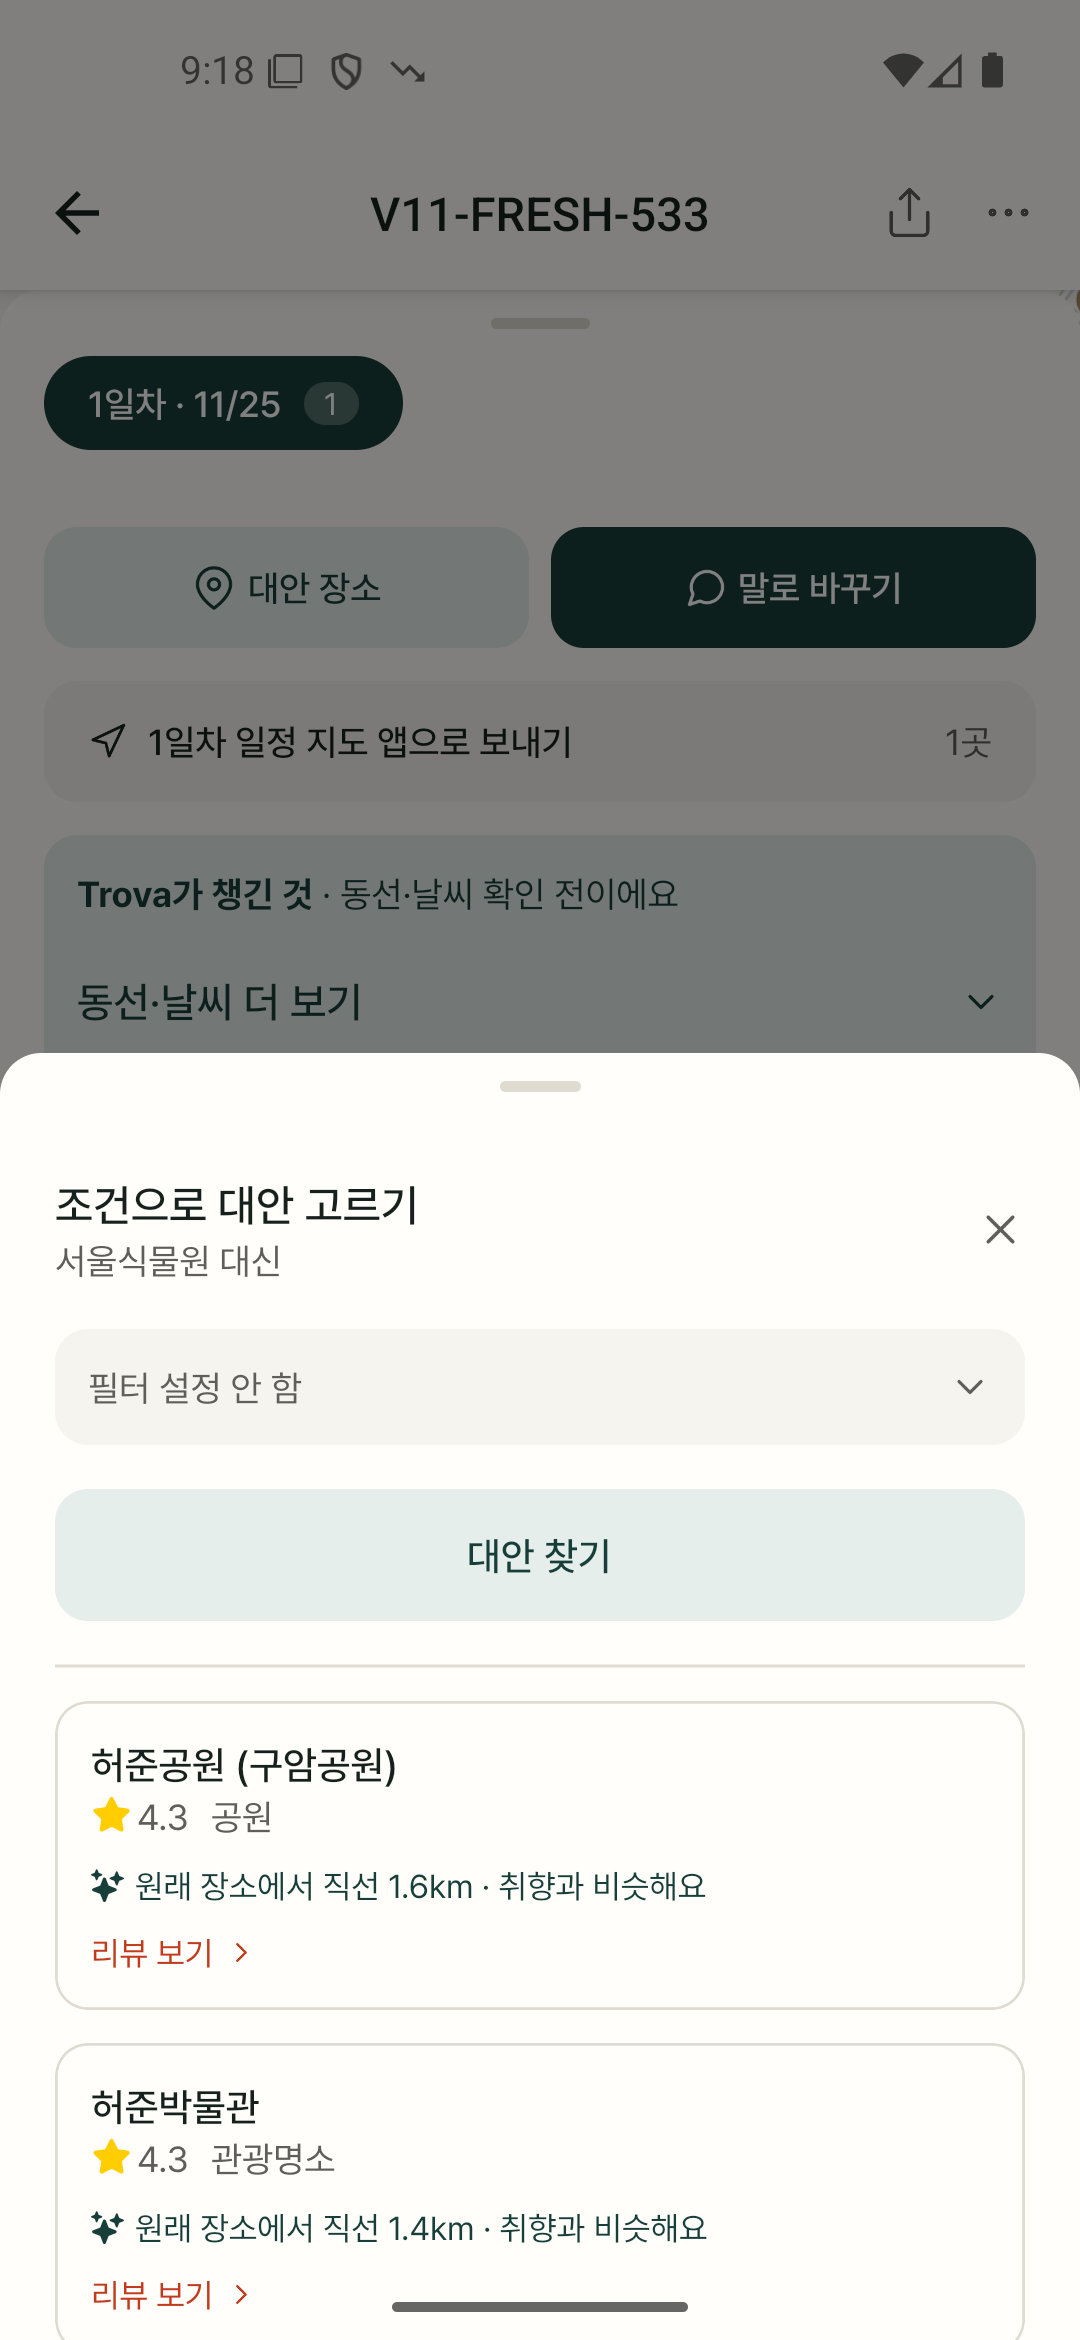 9:18
V11-FRESH-533
1일차 · 11/25 1
대안 장소
말로 바꾸기
1일차 일정 지도 앱으로 보내기 1곳
Trova가 챙긴 것 · 동선·날씨 확인 전이에요
동선·날씨 더 보기
조건으로 대안 고르기
서울식물원 대신
필터 설정 안 함
대안 찾기
허준공원 (구암공원)
4.3 공원
원래 장소에서 직선 1.6km · 취향과 비슷해요
리뷰 보기
허준박물관
4.3 관광명소
원래 장소에서 직선 1.4km · 취향과 비슷해요
리뷰 보기